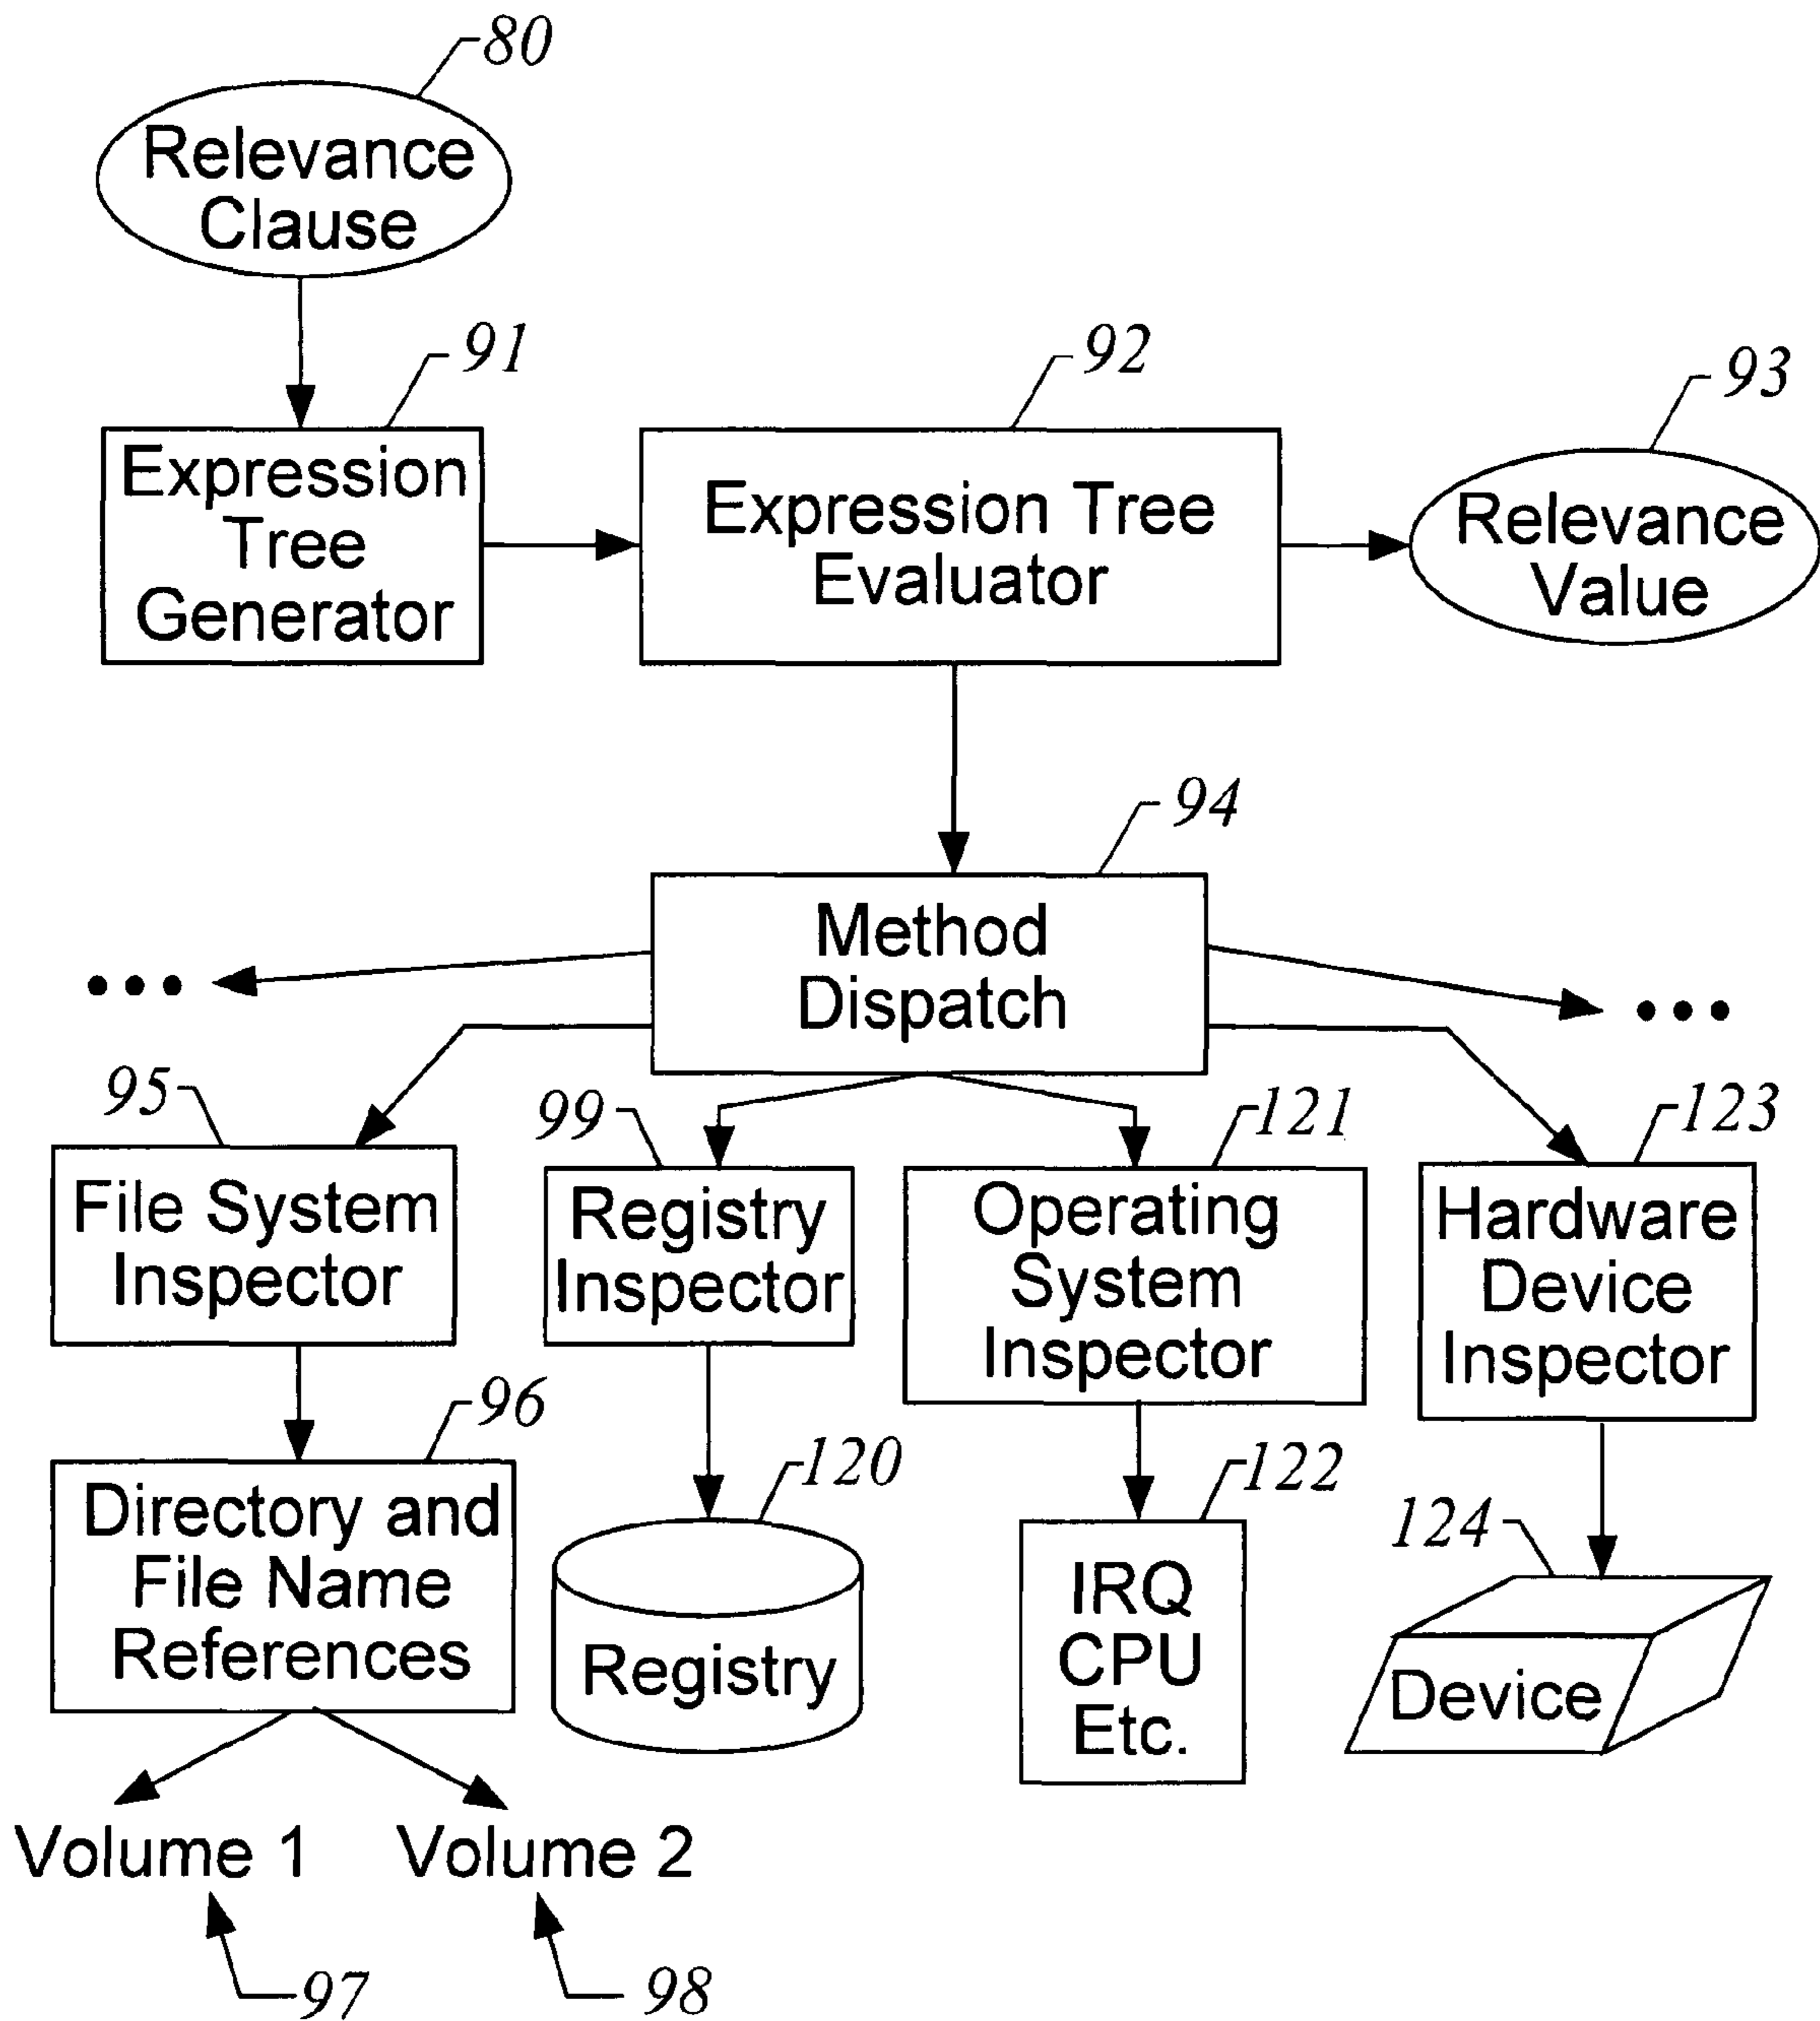 80
Relevance
Clause
91
92
93
Expression
Tree
Generator
Expression Tree
Evaluator
Relevance
Value
94
Method
Dispatch
•••
•••
95
99
121
123
File System
Inspector
Registry
Inspector
Operating
System
Inspector
Hardware
Device
Inspector
96
120
122
124
Directory and
File Name
References
Registry
IRQ
CPU
Etc.
Device
Volume 1
Volume 2
97
98